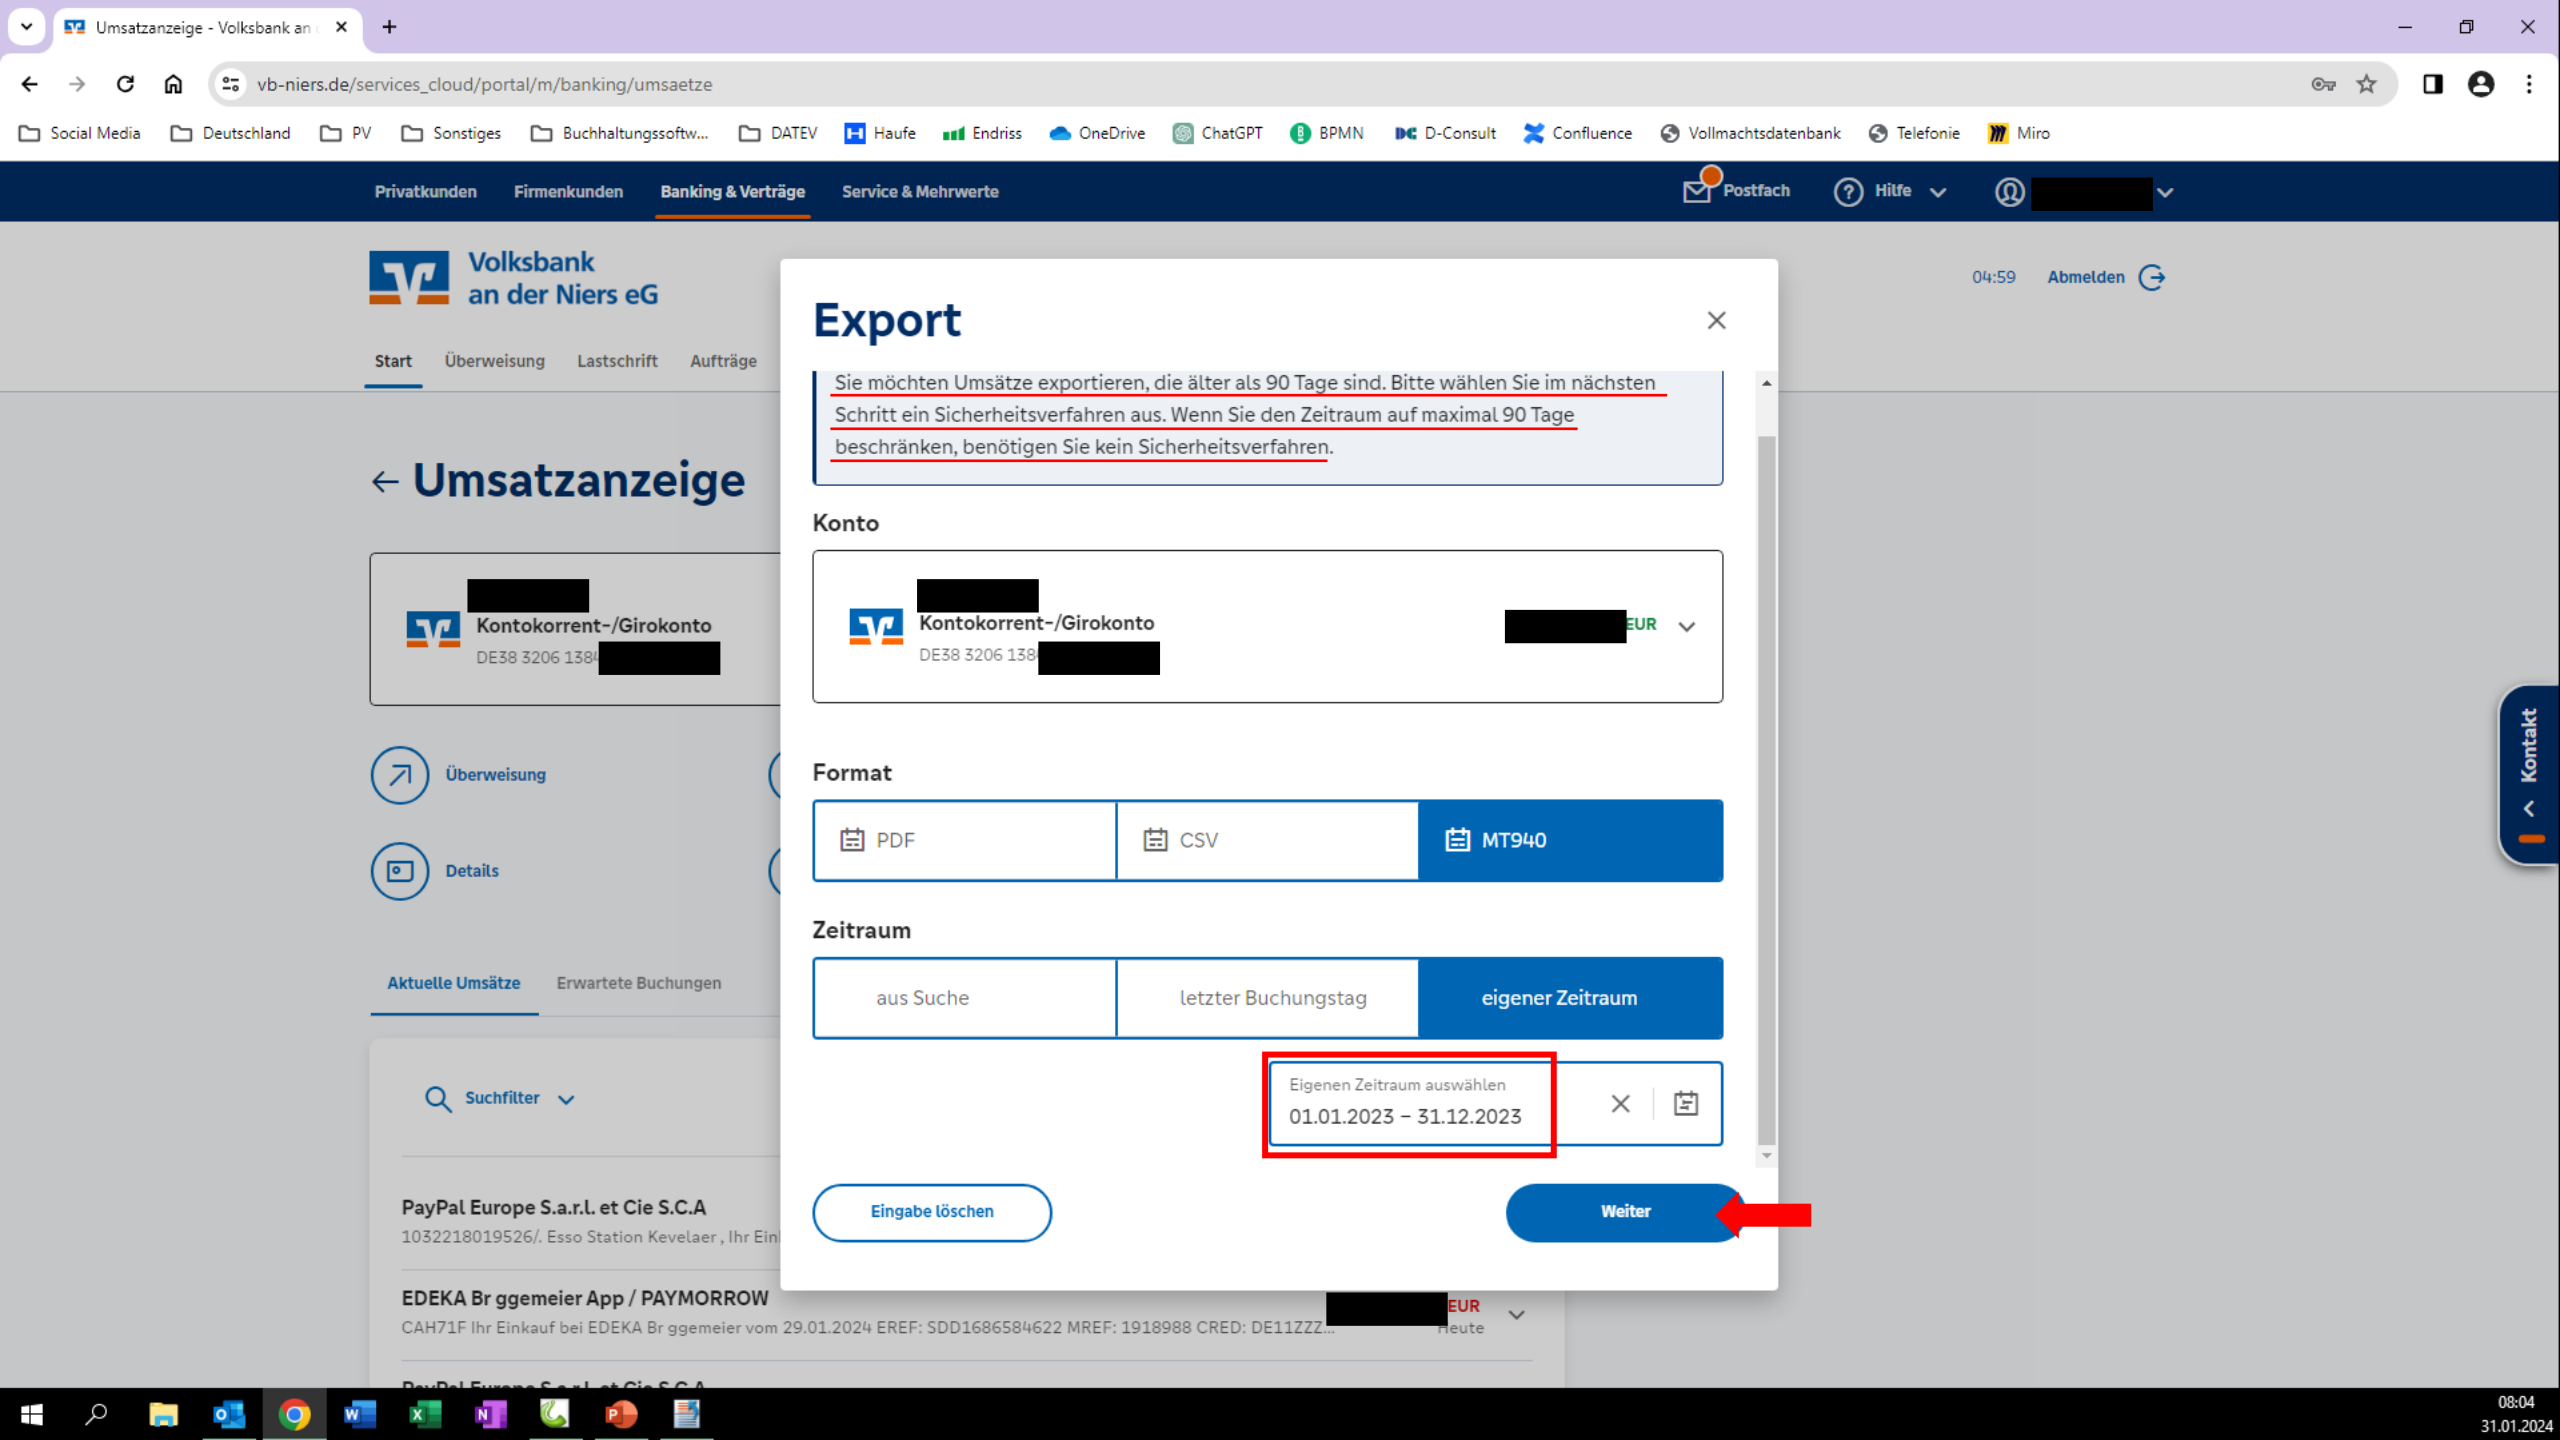 Umsatzanzeige - Volksbank an
vb-niers.de/services_cloud/portal/m/banking/umsaetze
Social Media Deutschland PV Sonstiges Buchhaltungssoftw... DATEV Haufe Endriss OneDrive ChatGPT BPMN D-Consult Confluence Vollmachtsdatenbank Telefonie Miro
Privatkunden Firmenkunden Banking & Verträge Service & Mehrwerte Postfach Hilfe
Volksbank
an der Niers eG
04:59 Abmelden
Start Überweisung Lastschrift Aufträge
Export
Sie möchten Umsätze exportieren, die älter als 90 Tage sind. Bitte wählen Sie im nächsten
Schritt ein Sicherheitsverfahren aus. Wenn Sie den Zeitraum auf maximal 90 Tage
beschränken, benötigen Sie kein Sicherheitsverfahren.
Umsatzanzeige
Konto
Kontokorrent-/Girokonto
DE38 3206 138
EUR
Kontokorrent-/Girokonto
DE38 3206 138
Format
PDF CSV MT940
Überweisung
Details
Zeitraum
aus Suche letzter Buchungstag eigener Zeitraum
Eigenen Zeitraum auswählen
01.01.2023 – 31.12.2023
Eingabe löschen Weiter
Aktuelle Umsätze Erwartete Buchungen
Suchfilter
PayPal Europe S.a.r.l. et Cie S.C.A
1032218019526/. Esso Station Kevelaer , Ihr Ein
EDEKA Br ggemeier App / PAYMORROW
EUR
CAH71F Ihr Einkauf bei EDEKA Br ggemeier vom 29.01.2024 EREF: SDD1686584622 MREF: 1918988 CRED: DE11ZZZ...
Heute
PayPal Europe S.a.r.l. et Cie S.C.A
Kontakt
08:04
31.01.2024